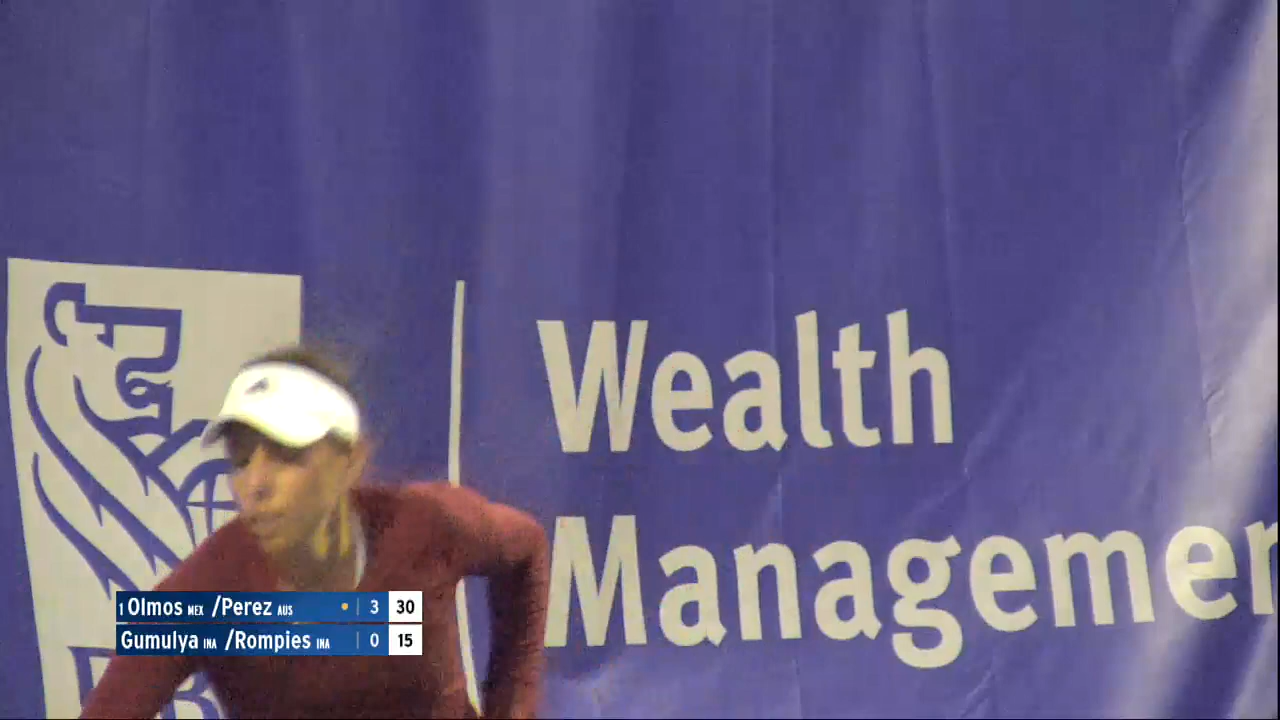 Wealth
Managemen
1 Olmos MEX /Perez AUS 3 30
Gumulya INA /Rompies INA 0 15